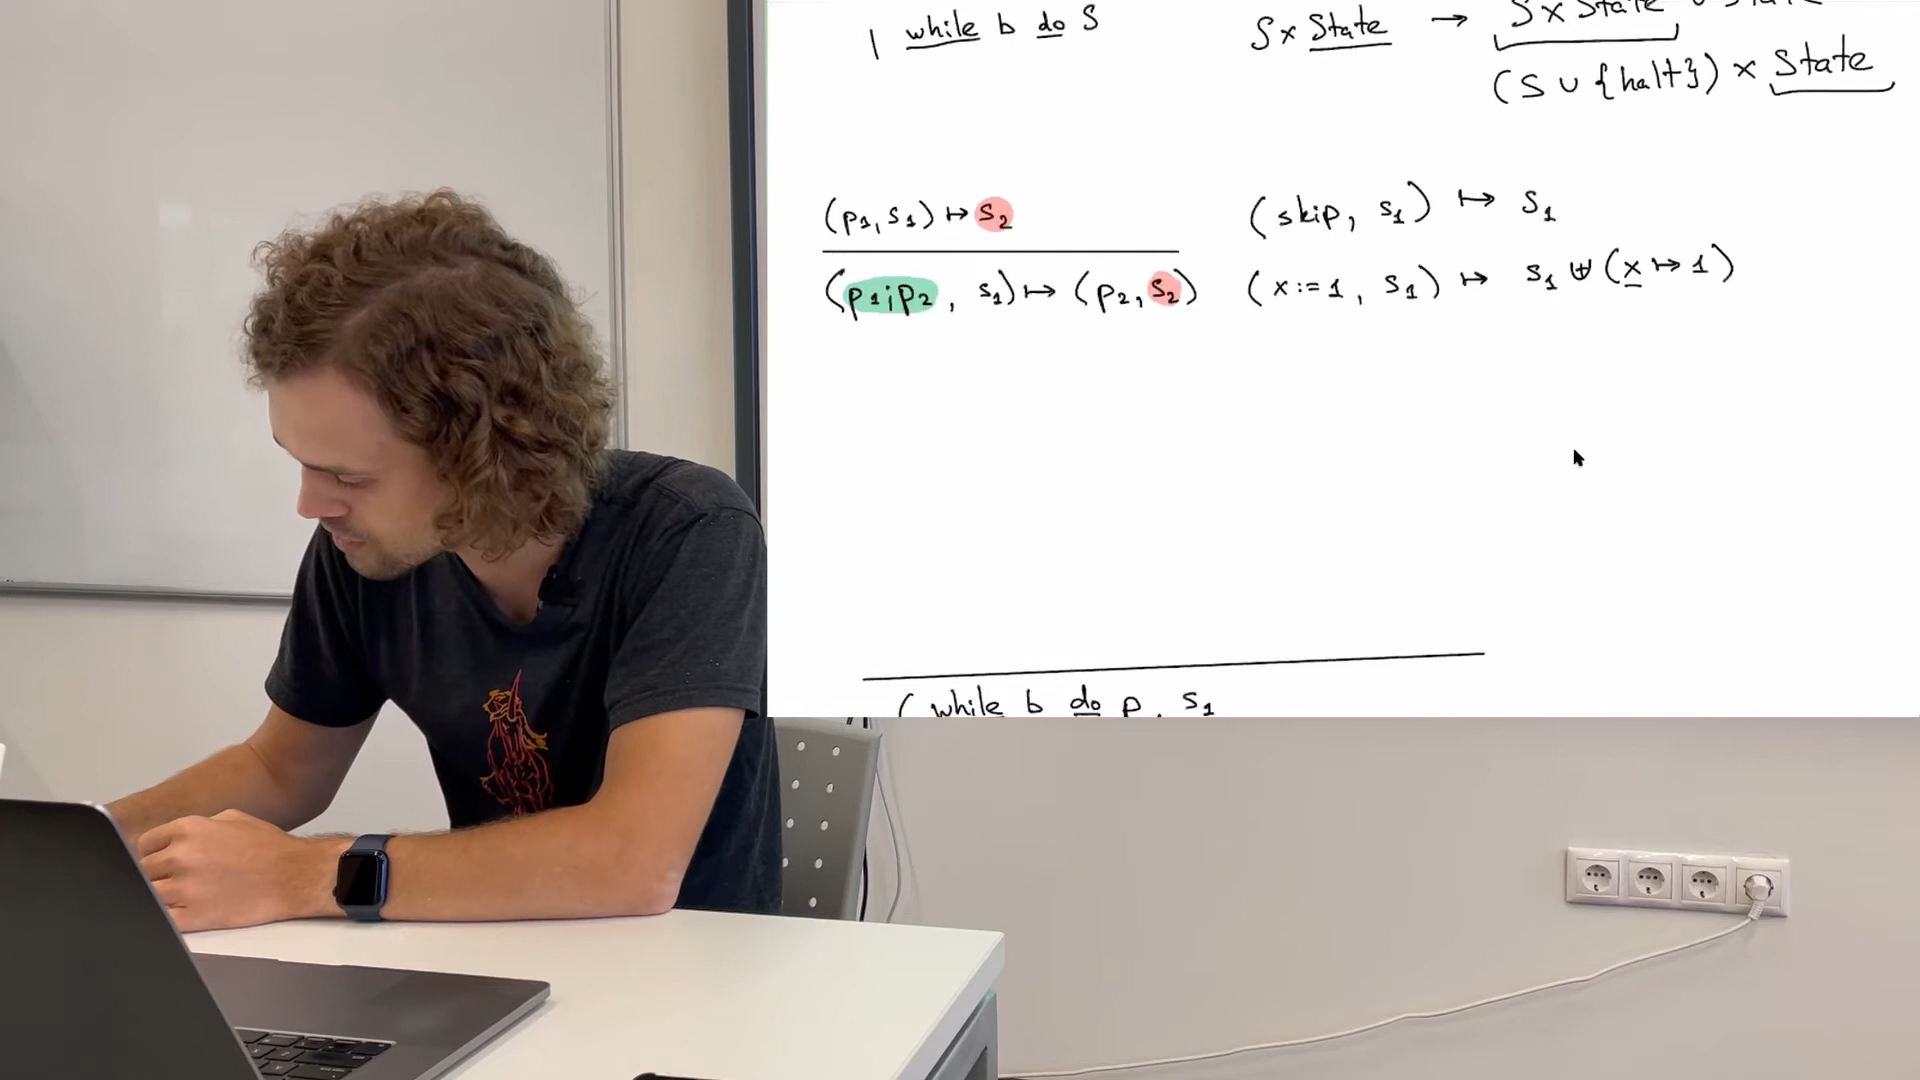 | while b do S
S × State → S × State ∪ State
(S ∪ {halt}) × State
(p1, s1) ↦ s2
(p1;p2, s1) ↦ (p2, s2)
(skip, s1) ↦ s1
(x := 1, s1) ↦ s1 ⊎ (x ↦ 1)
(while b do p, s1